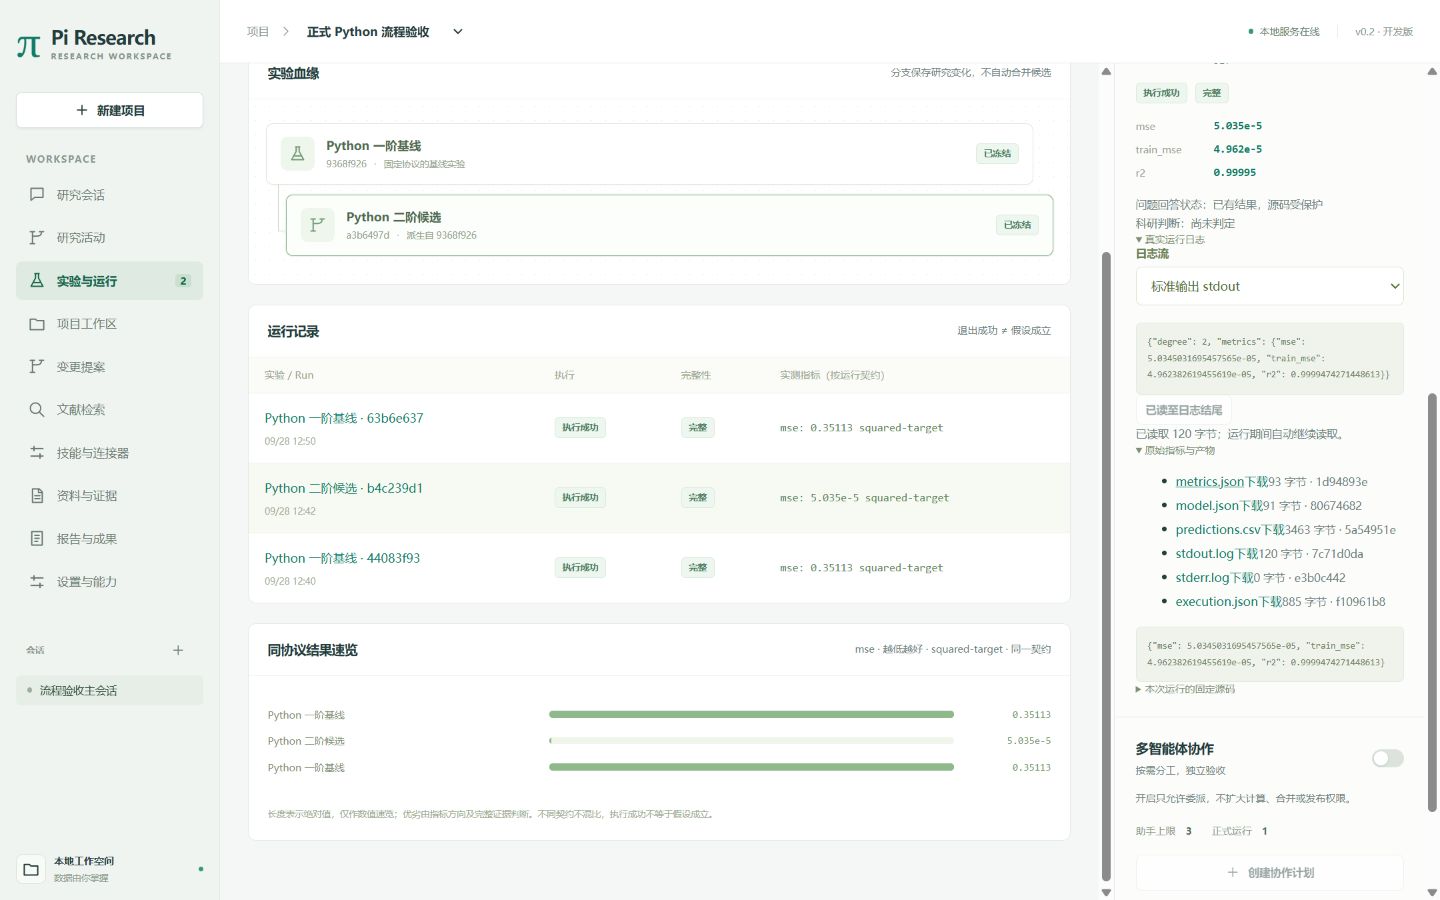 π Pi Research
RESEARCH WORKSPACE
+ 新建项目
WORKSPACE
研究会话
研究活动
实验与运行 2
项目工作区
变更提案
文献检索
技能与连接器
资料与证据
报告与成果
设置与能力
会话 +
流程验收主会话
本地工作空间
数据由你掌握
项目 > 正式 Python 流程验收
本地服务在线
v0.2 · 开发版
实验血缘
分支保存研究变化，不自动合并候选
Python 一阶基线
9368f926 · 固定协议的基线实验
已冻结
Python 二阶候选
a3b6497d · 派生自 9368f926
已冻结
运行记录
退出成功 ≠ 假设成立
实验 / Run 执行 完整性 实测指标（按运行契约）
Python 一阶基线 · 63b6e637
09/28 12:50
执行成功 完整 mse: 0.35113 squared-target
Python 二阶候选 · b4c239d1
09/28 12:42
执行成功 完整 mse: 5.035e-5 squared-target
Python 一阶基线 · 44083f93
09/28 12:40
执行成功 完整 mse: 0.35113 squared-target
同协议结果速览
mse · 越低越好 · squared-target · 同一契约
Python 一阶基线 0.35113
Python 二阶候选 5.035e-5
Python 一阶基线 0.35113
长度表示绝对值，仅作数值速览；优劣由指标方向及完整证据判断。不同契约不混比，执行成功不等于假设成立。
执行成功 完整
mse 5.035e-5
train_mse 4.962e-5
r2 0.99995
问题回答状态：已有结果，源码受保护
科研判断：尚未判定
▼真实运行日志
日志流
标准输出 stdout
{"degree": 2, "metrics": {"mse":
5.0345031695457565e-05, "train_mse":
4.962382619455619e-05, "r2": 0.9999474271448613}}
已读至日志结尾
已读取 120 字节；运行期间自动继续读取。
▼原始指标与产物
metrics.json下载93 字节 · 1d94893e
model.json下载91 字节 · 80674682
predictions.csv下载3463 字节 · 5a54951e
stdout.log下载120 字节 · 7c71d0da
stderr.log下载0 字节 · e3b0c442
execution.json下载885 字节 · f10961b8
{"mse": 5.0345031695457565e-05, "train_mse":
4.962382619455619e-05, "r2": 0.9999474271448613}
▶本次运行的固定源码
多智能体协作
按需分工，独立验收
开启只允许委派，不扩大计算、合并或发布权限。
助手上限 3 正式运行 1
+ 创建协作计划